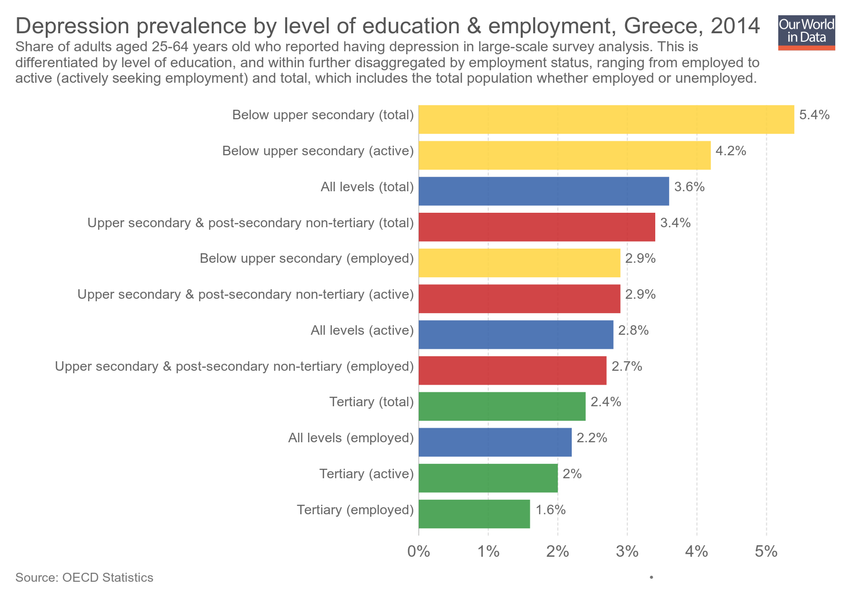 Depression prevalence by level of education & employment, Greece, 2014
Our World
in Data
Share of adults aged 25-64 years old who reported having depression in large-scale survey analysis. This is
differentiated by level of education, and within further disaggregated by employment status, ranging from employed to
active (actively seeking employment) and total, which includes the total population whether employed or unemployed.
Below upper secondary (total) 5.4%
Below upper secondary (active) 4.2%
All levels (total) 3.6%
Upper secondary & post-secondary non-tertiary (total) 3.4%
Below upper secondary (employed) 2.9%
Upper secondary & post-secondary non-tertiary (active) 2.9%
All levels (active) 2.8%
Upper secondary & post-secondary non-tertiary (employed) 2.7%
Tertiary (total) 2.4%
All levels (employed) 2.2%
Tertiary (active) 2%
Tertiary (employed) 1.6%
0% 1% 2% 3% 4% 5%
Source: OECD Statistics •